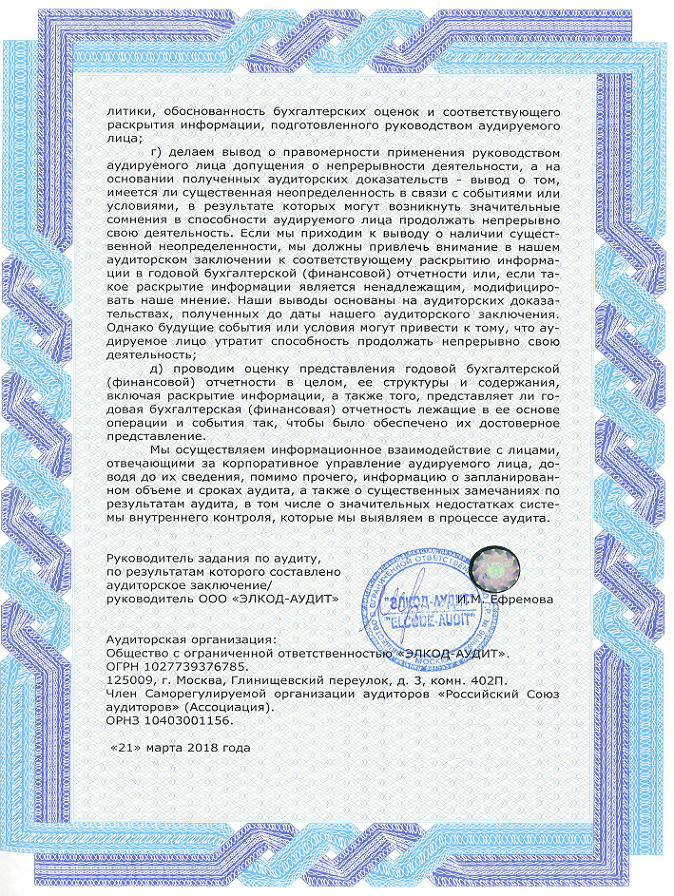 литики, обоснованность бухгалтерских оценок и соответствующего
раскрытия информации, подготовленного руководством аудируемого
лица;
г) делаем вывод о правомерности применения руководством
аудируемого лица допущения о непрерывности деятельности, а на
основании полученных аудиторских доказательств – вывод о том,
имеется ли существенная неопределенность в связи с событиями или
условиями, в результате которых могут возникнуть значительные
сомнения в способности аудируемого лица продолжать непрерывно
свою деятельность. Если мы приходим к выводу о наличии сущест-
венной неопределенности, мы должны привлечь внимание в нашем
аудиторском заключении к соответствующему раскрытию информа-
ции в годовой бухгалтерской (финансовой) отчетности или, если та-
кое раскрытие информации является ненадлежащим, модифициро-
вать наше мнение. Наши выводы основаны на аудиторских доказа-
тельствах, полученных до даты нашего аудиторского заключения.
Однако будущие события или условия могут привести к тому, что ау-
дируемое лицо утратит способность продолжать непрерывно свою
деятельность;
д) проводим оценку представления годовой бухгалтерской
(финансовой) отчетности в целом, ее структуры и содержания,
включая раскрытие информации, а также того, представляет ли го-
довая бухгалтерская (финансовая) отчетность лежащие в ее основе
операции и события так, чтобы было обеспечено их достоверное
представление.
Мы осуществляем информационное взаимодействие с лицами,
отвечающими за корпоративное управление аудируемого лица, до-
водя до их сведения, помимо прочего, информацию о запланирован-
ном объеме и сроках аудита, а также о существенных замечаниях по
результатам аудита, в том числе о значительных недостатках систе-
мы внутреннего контроля, которые мы выявляем в процессе аудита.
Руководитель задания по аудиту,
по результатам которого составлено
аудиторское заключение/
руководитель ООО «ЭЛКОД-АУДИТ»
И.М. Ефремова
"ЭЛКОД-АУДИТ"
"ELCODE-AUDIT"
МОСКВА
Аудиторская организация:
Общество с ограниченной ответственностью «ЭЛКОД-АУДИТ».
ОГРН 1027739376785.
125009, г. Москва, Глинищевский переулок, д. 3, комн. 402П.
Член Саморегулируемой организации аудиторов «Российский Союз
аудиторов» (Ассоциация).
ОРНЗ 10403001156.
«21» марта 2018 года